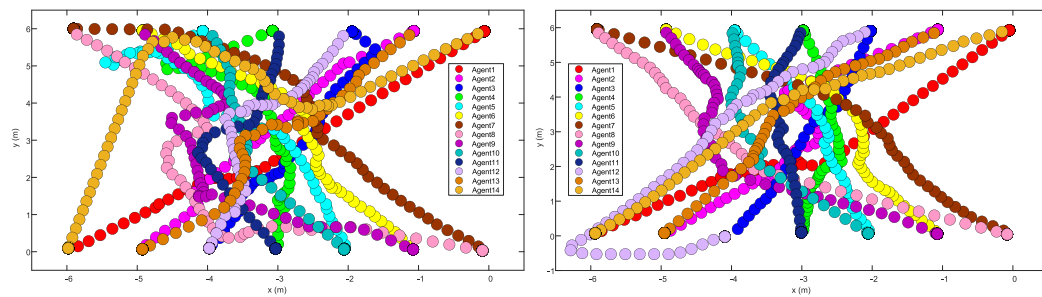 6
5
4
3
2
1
0
y (m)
-6
-5
-4
-3
-2
-1
0
x (m)
Agent1
Agent2
Agent3
Agent4
Agent5
Agent6
Agent7
Agent8
Agent9
Agent10
Agent11
Agent12
Agent13
Agent14
6
5
4
3
2
1
0
-1
y (m)
-6
-5
-4
-3
-2
-1
0
x (m)
Agent1
Agent2
Agent3
Agent4
Agent5
Agent6
Agent7
Agent8
Agent9
Agent10
Agent11
Agent12
Agent13
Agent14